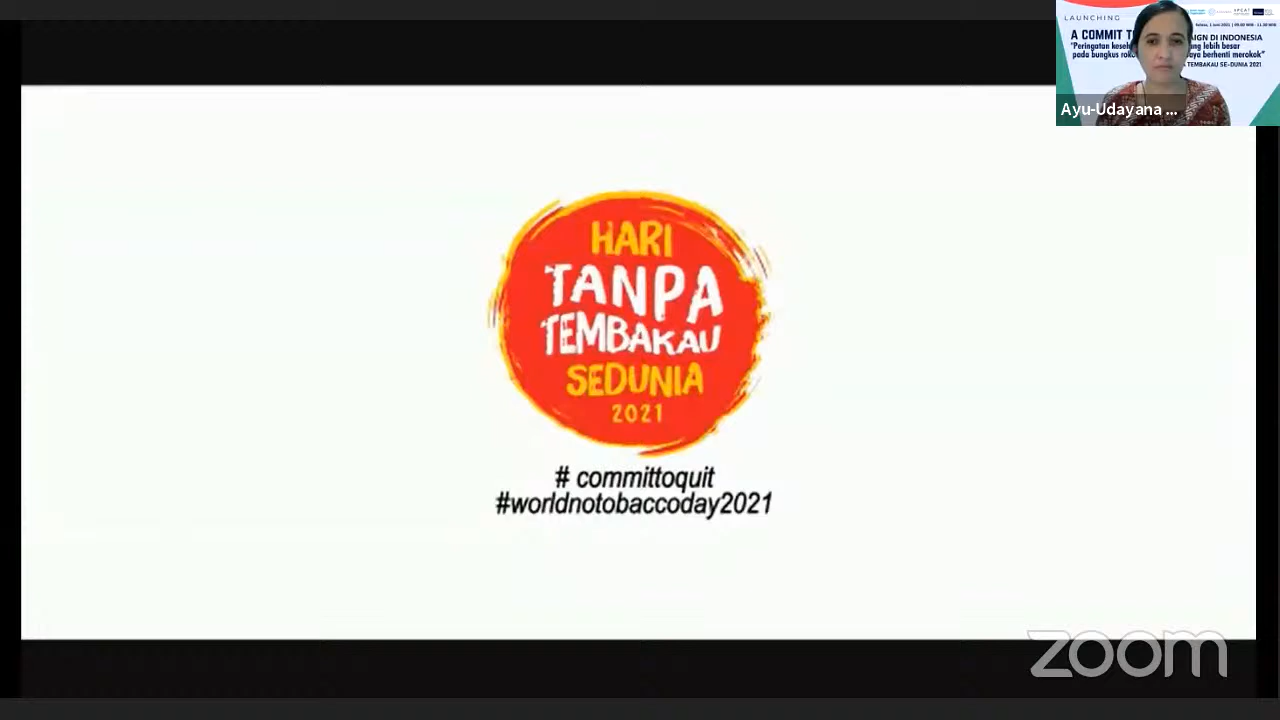 HARI
TANPA
TEMBAKAU
SEDUNIA
2021
# committoquit
#worldnotobaccoday2021
LAUNCHING
A COMMIT T
AIGN DI INDONESIA
"Peringatan keseh
ang lebih besar
pada bungkus rok
aya berhenti merokok"
TEMBAKAU SE-DUNIA 2021
Ayu-Udayana ...
zoom